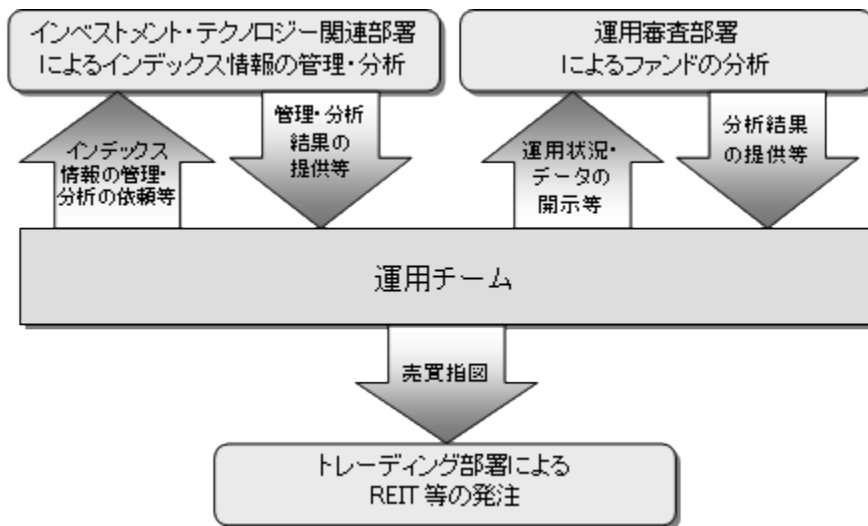 インベストメント・テクノロジー関連部署
によるインデックス情報の管理・分析
運用審査部署
によるファンドの分析
インデックス
情報の管理・
分析の依頼等
管理・分析
結果の
提供等
運用状況・
データの
開示等
分析結果
の提供等
運用チーム
売買指図
トレーディング部署による
REIT等の発注